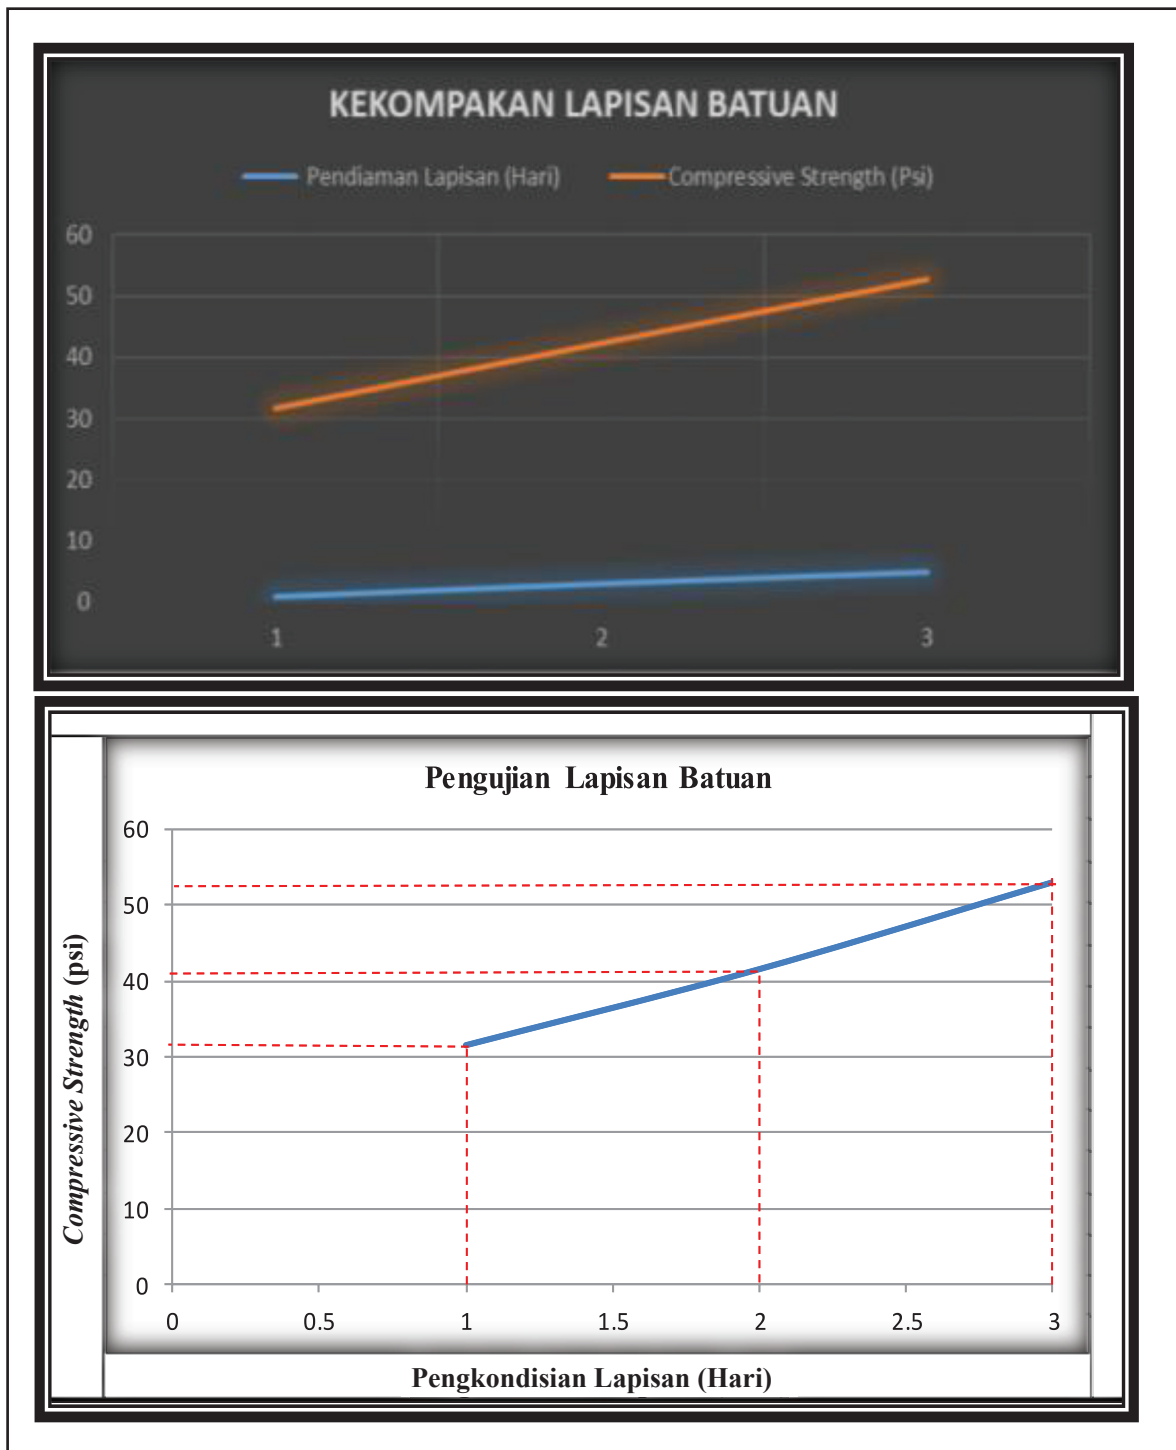 KEKOMPAKAN LAPISAN BATUAN
Pendiaman Lapisan (Hari) Compressive Strength (Psi)
60
50
40
30
20
10
0
1 2 3
Pengujian Lapisan Batuan
Compressive Strength (psi)
60
50
40
30
20
10
0
0 0.5 1 1.5 2 2.5 3
Pengkondisian Lapisan (Hari)